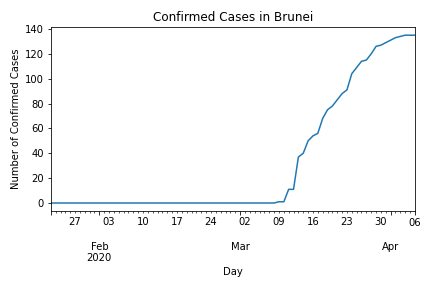 Confirmed Cases in Brunei
Number of Confirmed Cases
140
120
100
80
60
40
20
0
27 03 10 17 24 02 09 16 23 30 06
Feb Mar Apr
2020
Day